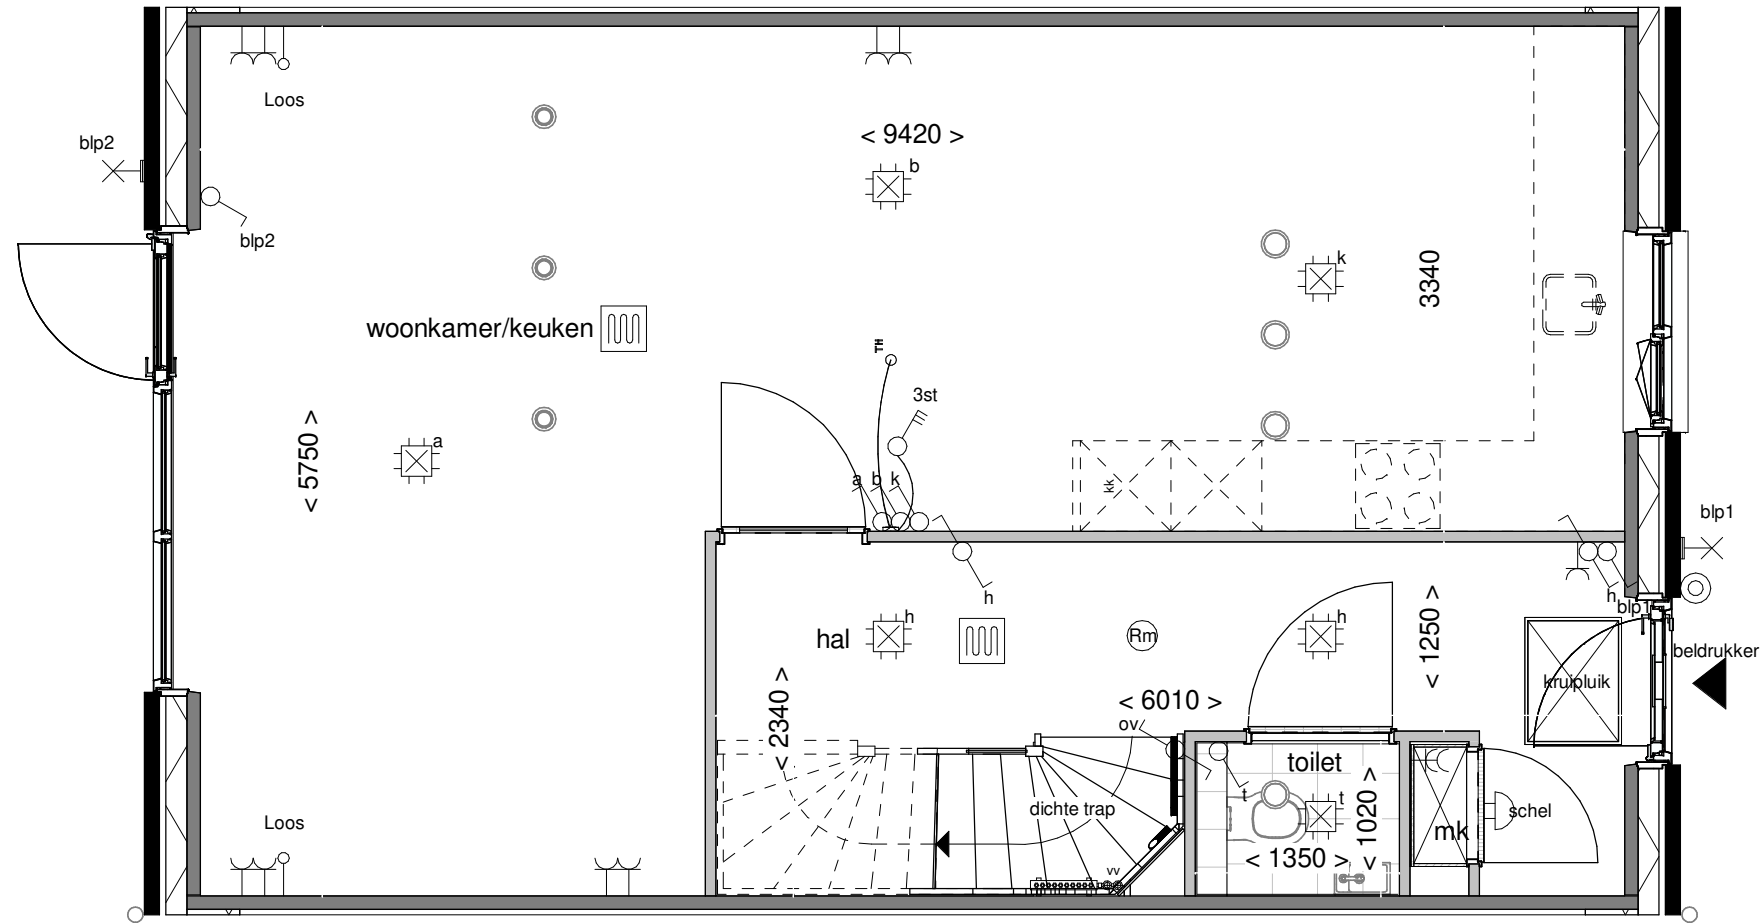 Loos
blp2
< 9420 >
b
blp2
k
3340
woonkamer/keuken
TH
3st
a
< 5750 >
a b k
kk
blp1
h
h
blp1
hal
h
Rm
h
< 1250 >
beldrukker
kruipluik
< 2340 >
< 6010 >
ov
toilet
t
t
< 1020 >
dichte trap
schel
mk
Loos
< 1350 >
vv